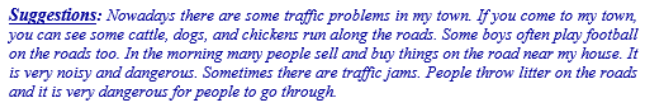 Suggestions: Nowadays there are some traffic problems in my town. If you come to my town,
you can see some cattle, dogs, and chickens run along the roads. Some boys often play football
on the roads too. In the morning many people sell and buy things on the road near my house. It
is very noisy and dangerous. Sometimes there are traffic jams. People throw litter on the roads
and it is very dangerous for people to go through.